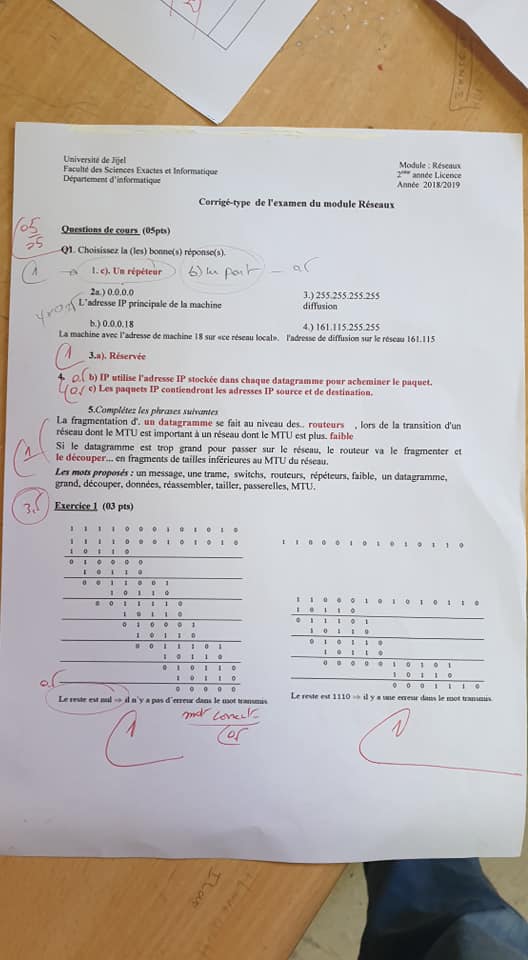 Université de Jijel
Faculté des Sciences Exactes et Informatique
Département d'informatique
Module : Réseaux
2ème année Licence
Année 2018/2019
Corrigé-type de l'examen du module Réseaux
05
Questions de cours (05pts)
Q1. Choisissez la (les) bonne(s) réponse(s).
1 1. c). Un répéteur b) un pont
2a.) 0.0.0.0 3.) 255.255.255.255
L'adresse IP principale de la machine diffusion
b.) 0.0.0.18 4.) 161.115.255.255
La machine avec l'adresse de machine 18 sur «ce réseau local». l'adresse de diffusion sur le réseau 161.115
1 3.a). Réservée
4. b) IP utilise l'adresse IP stockée dans chaque datagramme pour acheminer le paquet.
c) Les paquets IP contiendront les adresses IP source et de destination.
5.Complétez les phrases suivantes
La fragmentation d'. un datagramme se fait au niveau des.. routeurs , lors de la transition d'un
réseau dont le MTU est important à un réseau dont le MTU est plus. faible
1 Si le datagramme est trop grand pour passer sur le réseau, le routeur va le fragmenter et
le découper... en fragments de tailles inférieures au MTU du réseau.
Les mots proposés : un message, une trame, switchs, routeurs, répéteurs, faible, un datagramme,
grand, découper, données, réassembler, tailler, passerelles, MTU.
3.5 Exercice 1 (03 pts)
1 1 1 1 0 0 0 1 0 1 0 1 0
1 1 1 1 0 0 0 1 0 1 0 1 0
1 0 1 1 0
0 1 0 0 0 0
1 0 1 1 0
0 0 1 1 0 0 1
1 0 1 1 0
0 0 1 1 1 1 0
1 0 1 1 0
0 1 0 0 0 1
1 0 1 1 0
0 0 1 1 1 0 1
1 0 1 1 0
0 1 0 1 1 0
1 0 1 1 0
0 0 0 0 0
Le reste est nul ⇒ il n'y a pas d'erreur dans le mot transmis
mot correct
1
1 1 0 0 0 1 0 1 0 1 0 1 1 0
1 1 0 0 0 1 0 1 0 1 0 1 1 0
1 0 1 1 0
0 1 1 1 0 1
1 0 1 1 0
0 1 0 1 1 0
1 0 1 1 0
0 0 0 0 0 1 0 1 0 1
1 0 1 1 0
0 0 0 1 1 1 0
Le reste est 1110 ⇒ il y a une erreur dans le mot transmis.
1